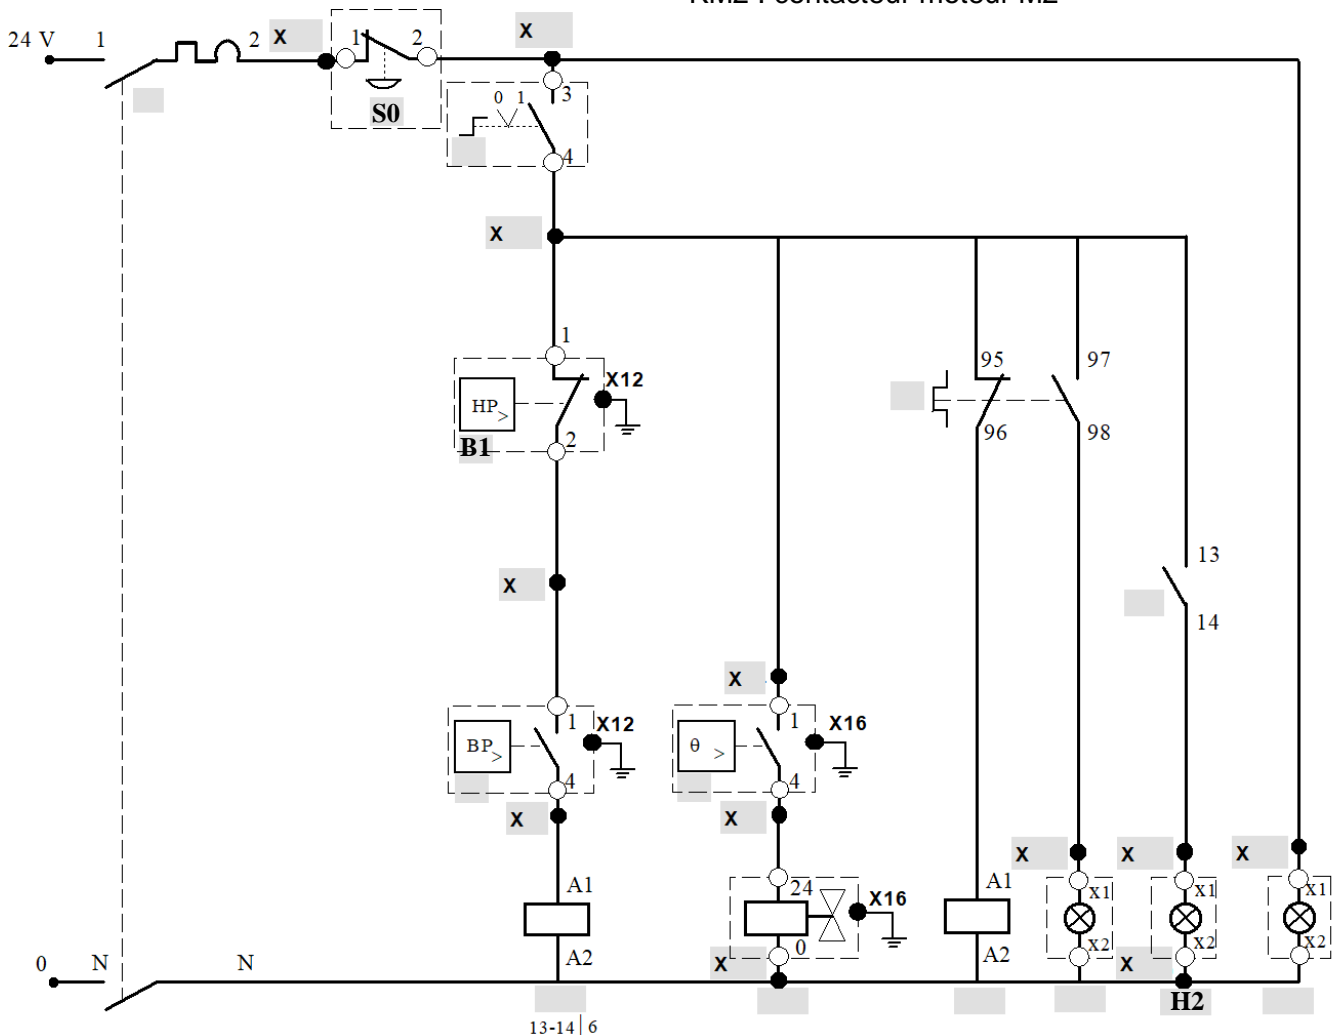 KM2 : contacteur moteur M2
24 V 1 2 X 1 2 X
S0
3
0 1
4
X
1
HP > X12
B1 2
95 97
96 98
X
13
14
X
1 X12 1 X16
BP > θ >
4 4
X X
X X X
A1 24 X16 A1 X1 X1 X1
0 X2 X2 X2
A2 X A2 X
0 N N
H2
13-14 6